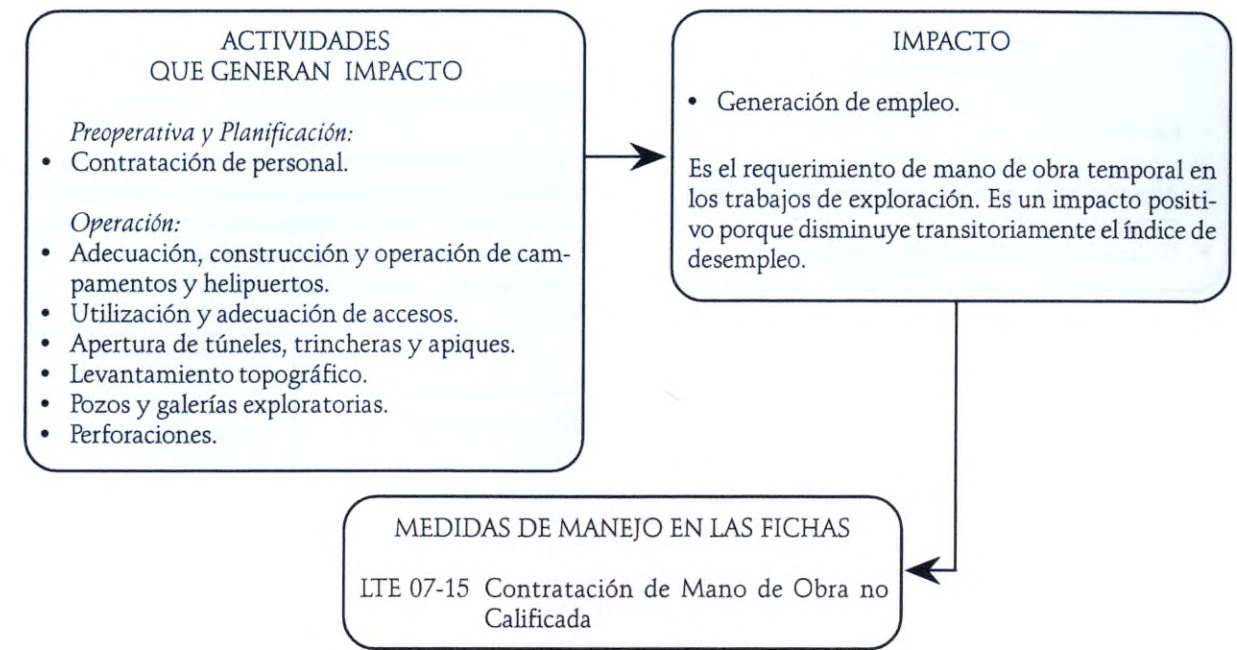 ACTIVIDADES
QUE GENERAN IMPACTO
Preoperativa y Planificación:
• Contratación de personal.
Operación:
• Adecuación, construcción y operación de cam-
pamentos y helipuertos.
• Utilización y adecuación de accesos.
• Apertura de túneles, trincheras y apiques.
• Levantamiento topográfico.
• Pozos y galerías exploratorias.
• Perforaciones.
IMPACTO
• Generación de empleo.
Es el requerimiento de mano de obra temporal en
los trabajos de exploración. Es un impacto positi-
vo porque disminuye transitoriamente el índice de
desempleo.
MEDIDAS DE MANEJO EN LAS FICHAS
LTE 07-15 Contratación de Mano de Obra no
Calificada